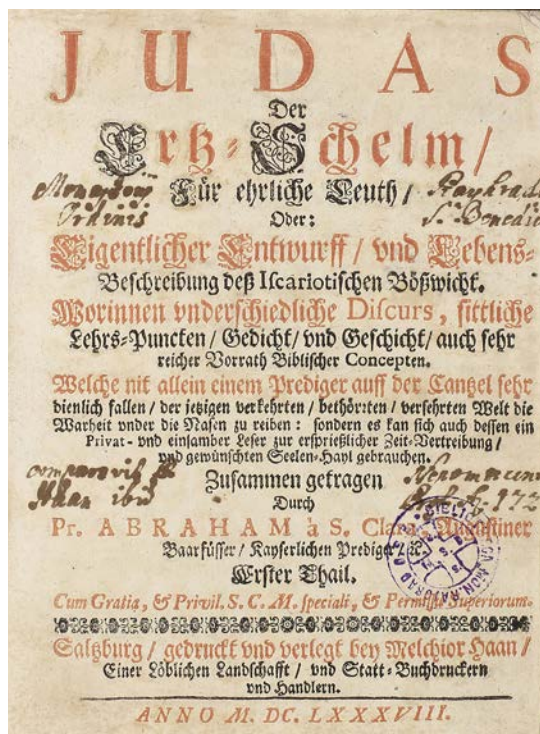 JUDAS
Der
Ertz-Schelm/
Für ehrliche Leuth/
Oder:
Eigentlicher Entwurff/ vnd Lebens-
Beschreibung deß Iscariotischen Bößwicht.
Worinnen vnderschiedliche Discurs, sittliche
Lehrs-Puncten/ Gedicht/ vnd Geschicht/ auch sehr
reicher Vorrath Biblischer Concepten.
Welche nit allein einem Prediger auff der Cantzel sehr
dienlich fallen/ der jetzigen verkehrten/ bethörten/ versehrten Welt die
Warheit vnder die Nasen zu reiben: sondern es kan sich auch dessen ein
Privat- vnd einsamber Leser zur ersprießlicher Zeit-Vertreibung/
vnd gewünschten Seelen-Hayl gebrauchen.
Zusammen getragen
Durch
Pr. ABRAHAM à S. Clara, Augustiner
Baarfüsser/ Kayserlichen Prediger/ &c.
Erster Thail.
Cum Gratia, & Privil. S. C. M. speciali, & Permissu Superiorum.
Saltzburg/ gedruckt vnd verlegt bey Melchior Haan/
Einer Löblichen Landschafft/ vnd Statt-Buchdruckern
vnd Handlern.
ANNO M. DC. LXXXVIII.